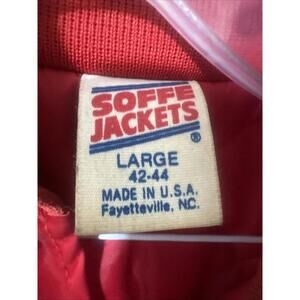 SOFFE
JACKETS®
LARGE
42-44
MADE IN U.S.A.
Fayetteville, NC.